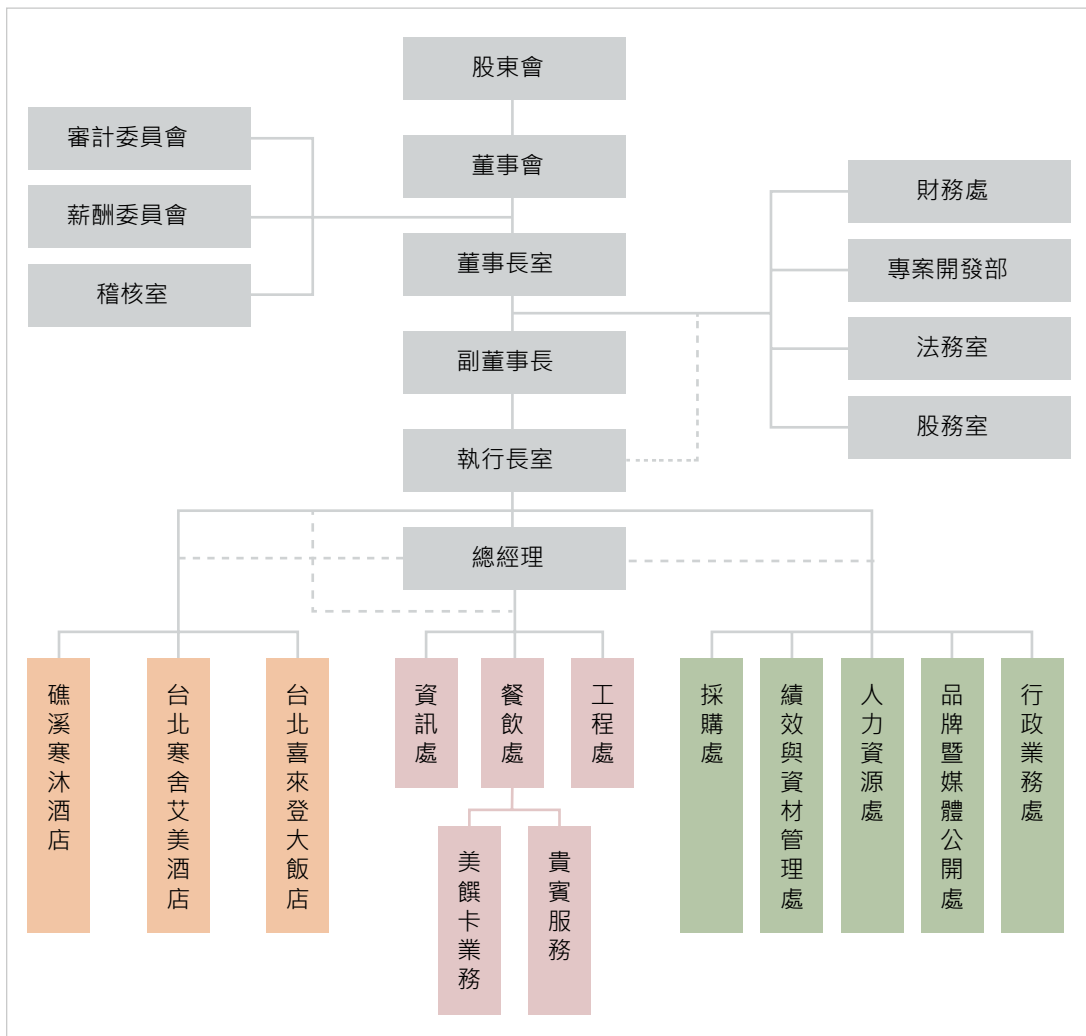 股東會
審計委員會
董事會
財務處
薪酬委員會
董事長室
專案開發部
稽核室
副董事長
法務室
執行長室
股務室
總經理
礁溪寒沐酒店
台北寒舍艾美酒店
台北喜來登大飯店
資訊處
餐飲處
工程處
採購處
績效與資材管理處
人力資源處
品牌暨媒體公開處
行政業務處
美饌卡業務
貴賓服務